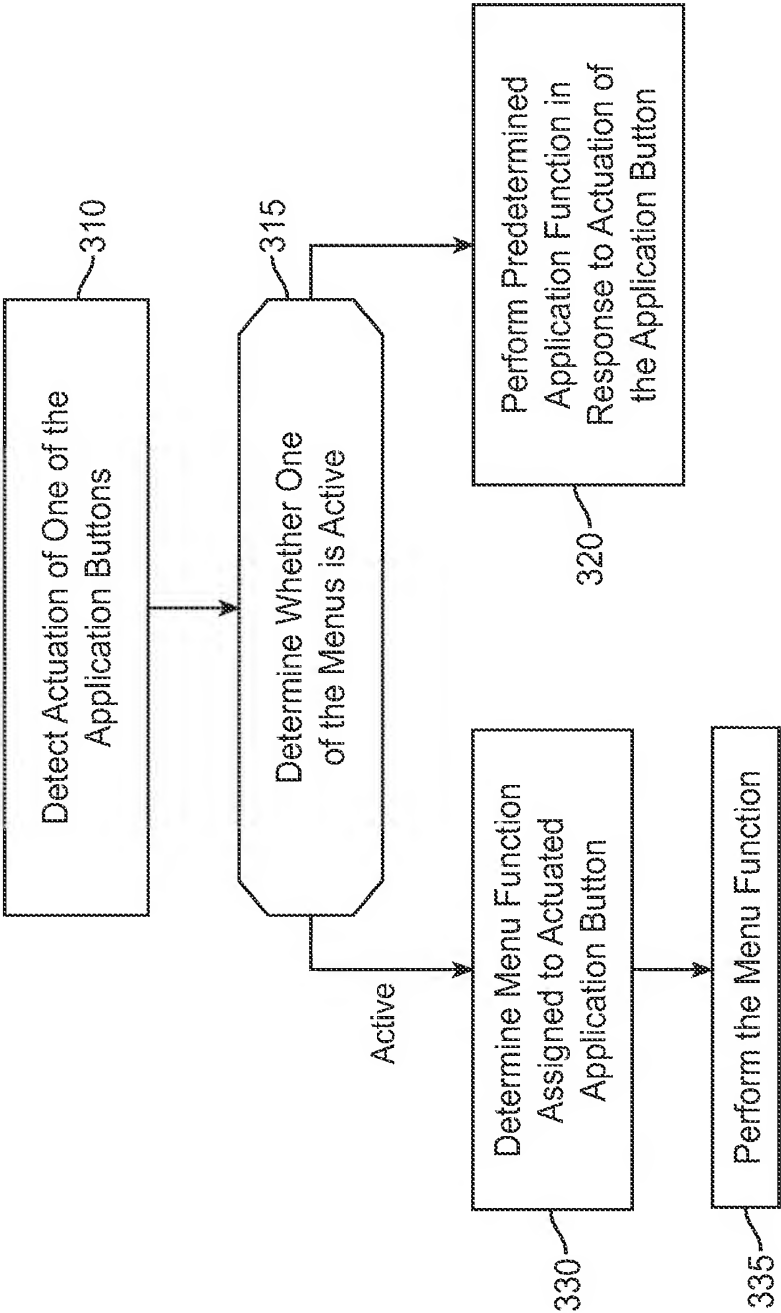 310
Detect Actuation of One of the
Application Buttons
315
Determine Whether One
of the Menus is Active
Active
330
Determine Menu Function
Assigned to Actuated
Application Button
320
Perform Predetermined
Application Function in
Response to Actuation of
the Application Button
335
Perform the Menu Function